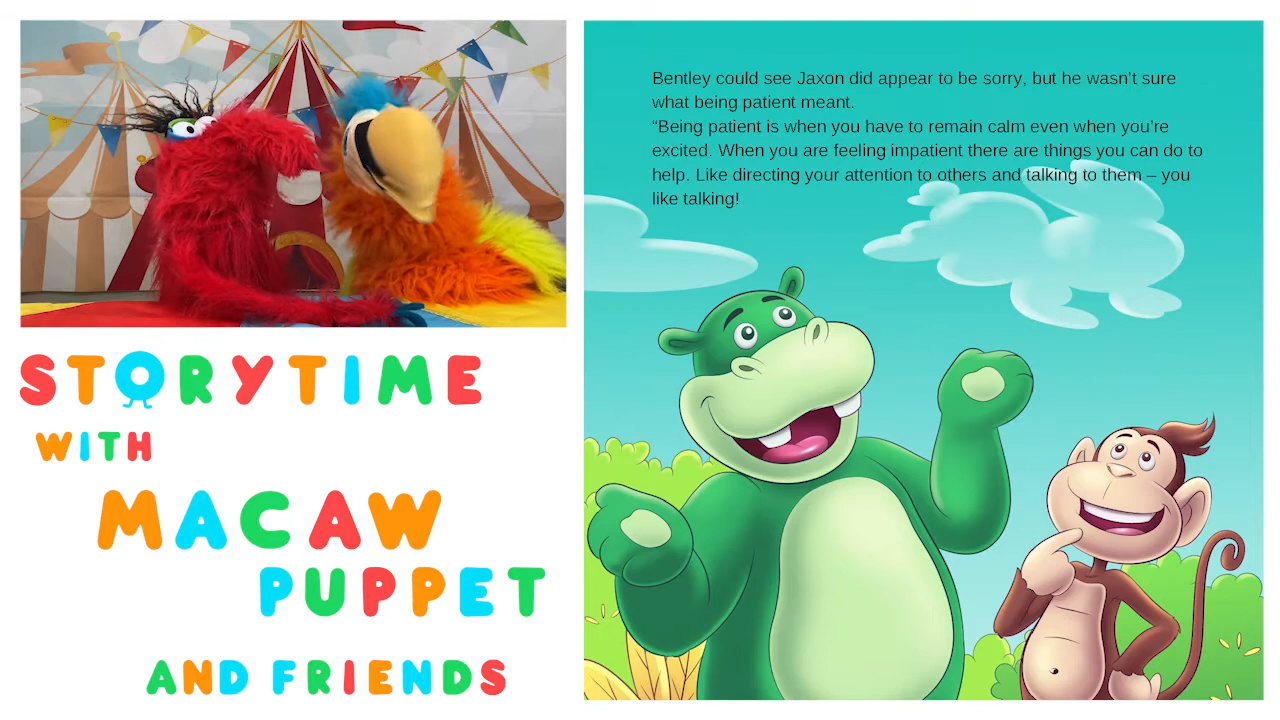 STORYTIME
WITH
MACAW
PUPPET
AND FRIENDS
Bentley could see Jaxon did appear to be sorry, but he wasn’t sure
what being patient meant.
“Being patient is when you have to remain calm even when you’re
excited. When you are feeling impatient there are things you can do to
help. Like directing your attention to others and talking to them – you
like talking!